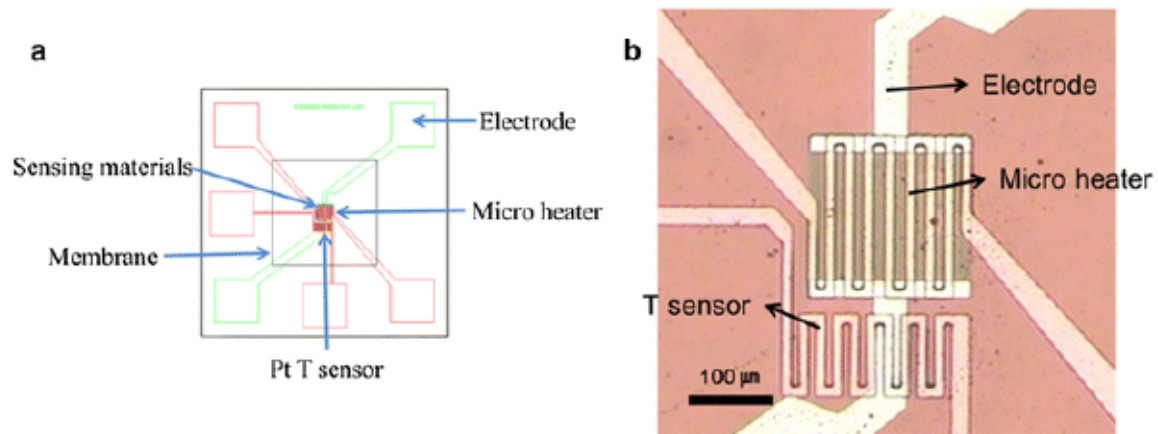 a
Electrode
Sensing materials
Micro heater
Membrane
Pt T sensor
b
Electrode
Micro heater
T sensor
100 μm